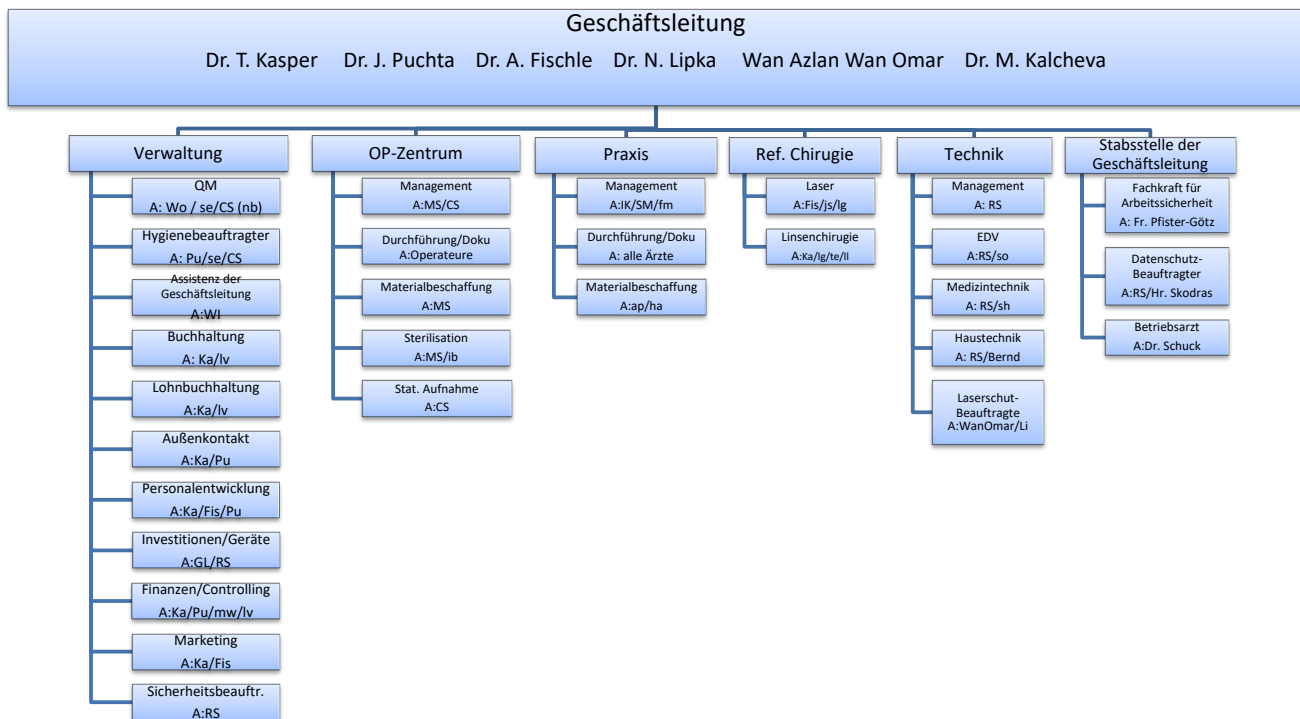 Geschäftsleitung
Dr. T. Kasper Dr. J. Puchta Dr. A. Fischle Dr. N. Lipka Wan Azlan Wan Omar Dr. M. Kalcheva
Verwaltung
QM
A: Wo / se/CS (nb)
Hygienebeauftragter
A: Pu/se/CS
Assistenz der
Geschäftsleitung
A:WI
Buchhaltung
A: Ka/lv
Lohnbuchhaltung
A:Ka/lv
Außenkontakt
A:Ka/Pu
Personalentwicklung
A:Ka/Fis/Pu
Investitionen/Geräte
A:GL/RS
Finanzen/Controlling
A:Ka/Pu/mw/lv
Marketing
A:Ka/Fis
Sicherheitsbeauftr.
A:RS
OP-Zentrum
Management
A:MS/CS
Durchführung/Doku
A:Operateure
Materialbeschaffung
A:MS
Sterilisation
A:MS/ib
Stat. Aufnahme
A:CS
Praxis
Management
A:IK/SM/fm
Durchführung/Doku
A: alle Ärzte
Materialbeschaffung
A:ap/ha
Ref. Chirugie
Laser
A:Fis/js/lg
Linsenchirugie
A:Ka/lg/te/ll
Technik
Management
A: RS
EDV
A:RS/so
Medizintechnik
A: RS/sh
Haustechnik
A: RS/Bernd
Laserschut-
Beauftragte
A:WanOmar/Li
Stabsstelle der
Geschäftsleitung
Fachkraft für
Arbeitssicherheit
A: Fr. Pfister-Götz
Datenschutz-
Beauftragter
A:RS/Hr. Skodras
Betriebsarzt
A:Dr. Schuck